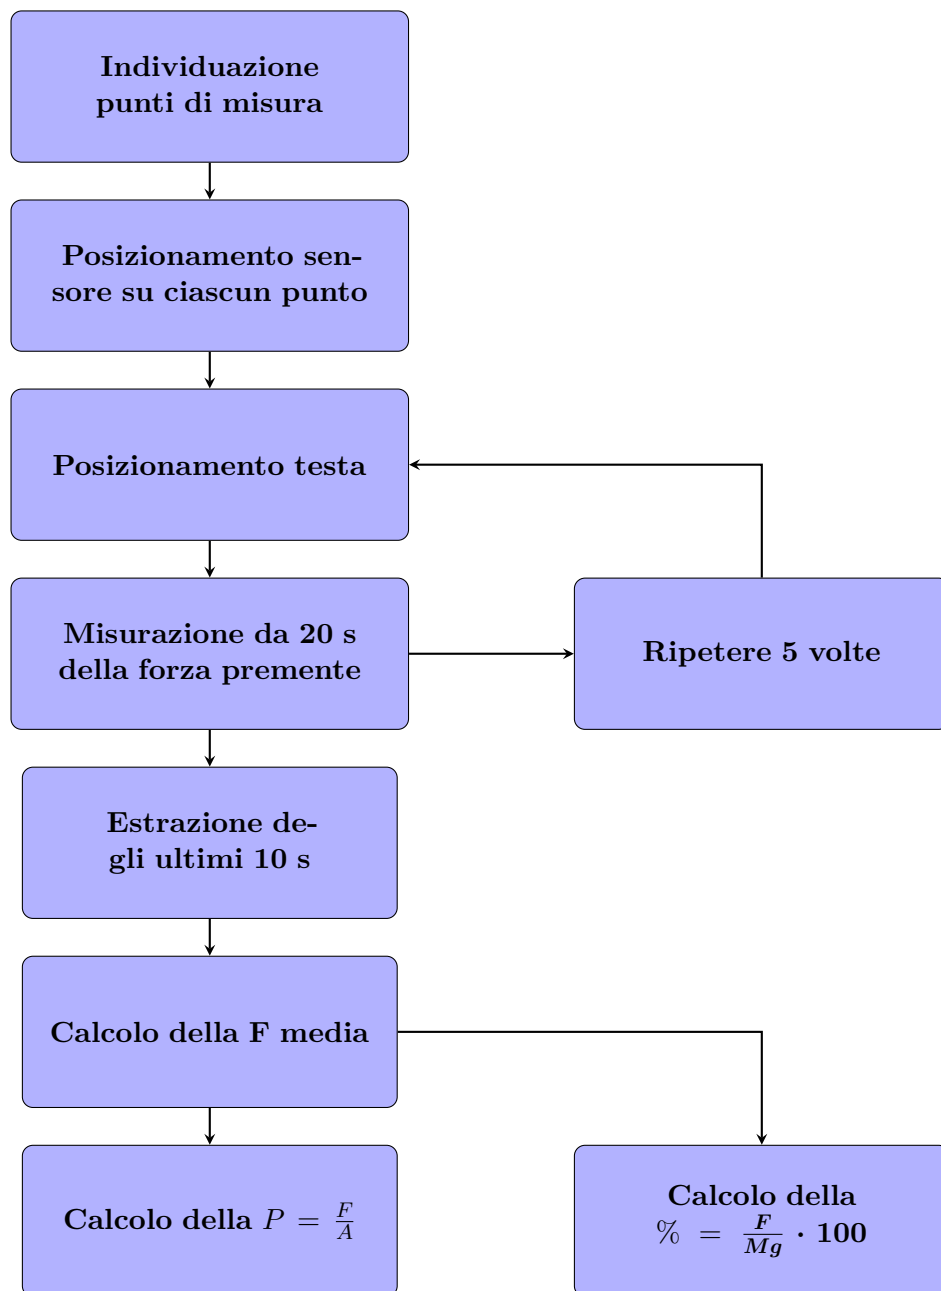 Individuazione
punti di misura
Posizionamento sen-
sore su ciascun punto
Posizionamento testa
Misurazione da 20 s
della forza premente
Ripetere 5 volte
Estrazione de-
gli ultimi 10 s
Calcolo della F media
Calcolo della P = F/A
Calcolo della
% = F/Mg · 100